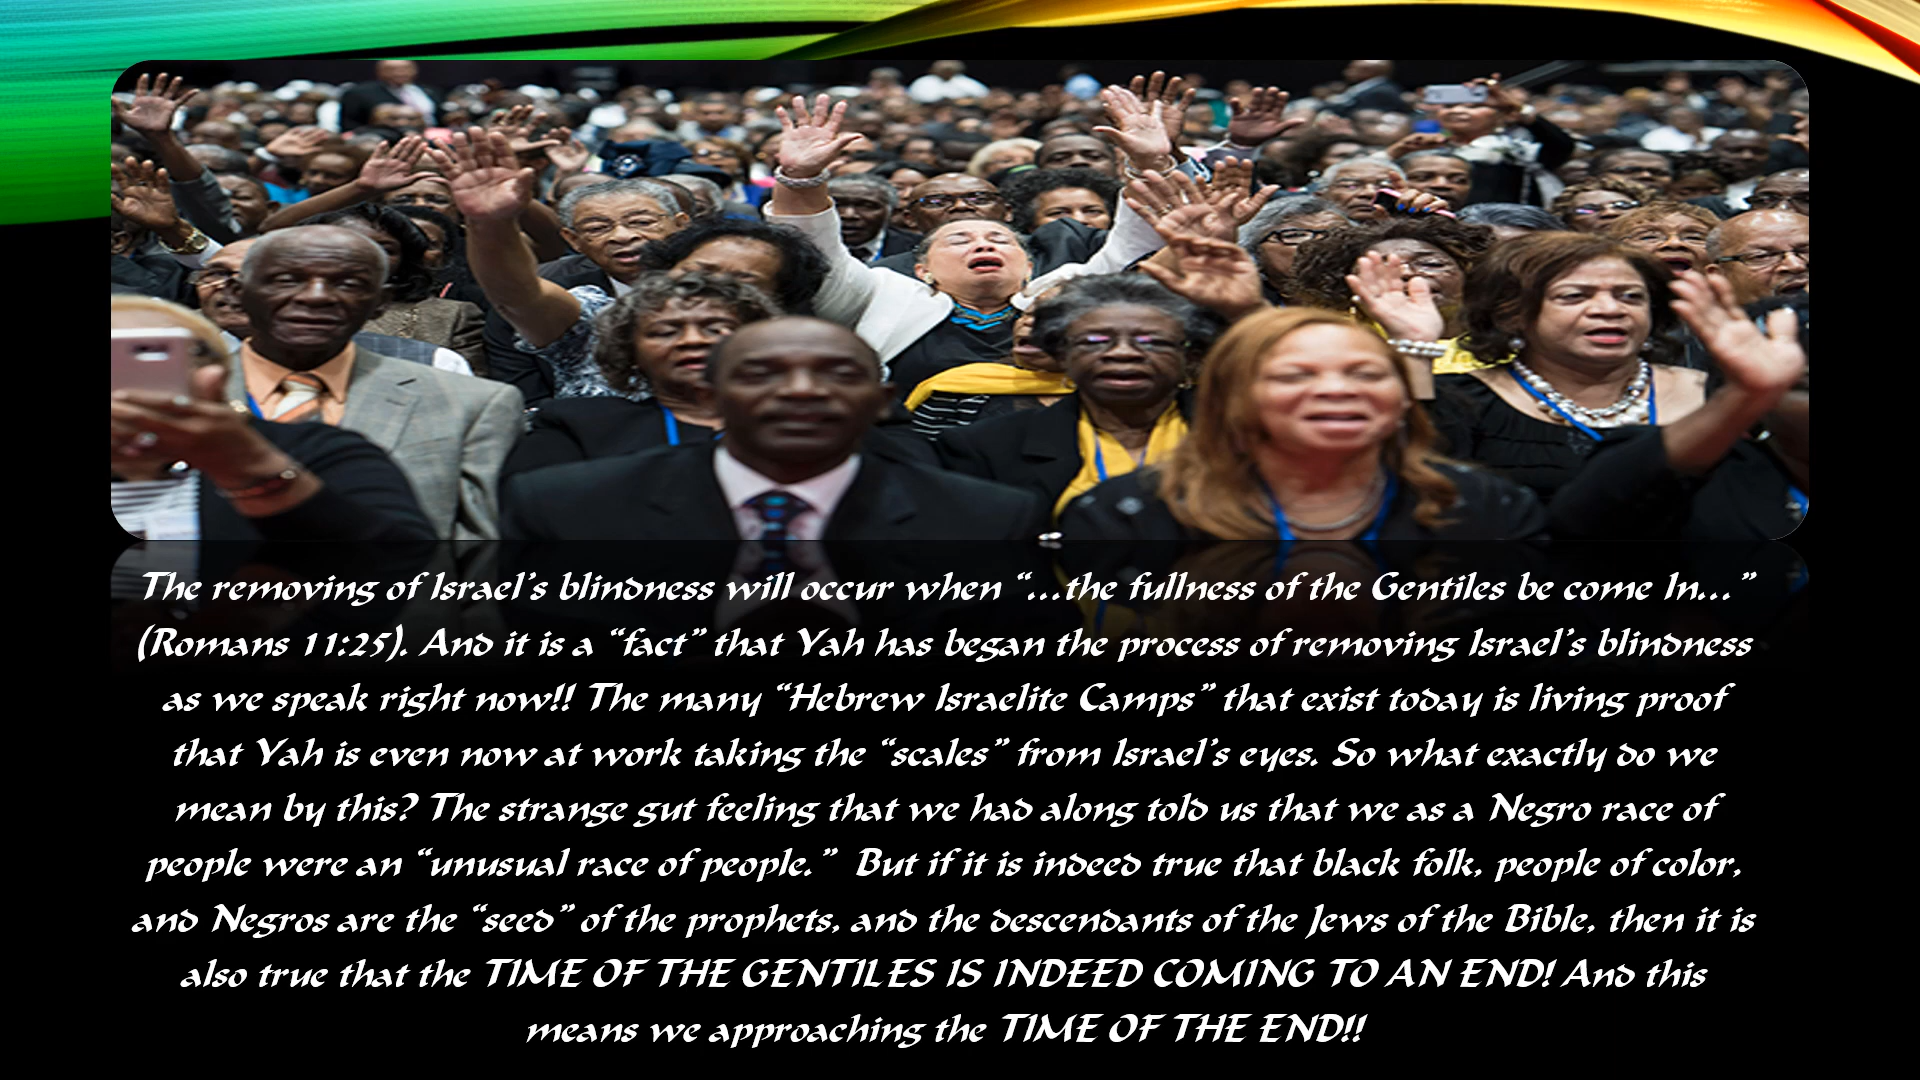 The removing of Israel’s blindness will occur when “…the fullness of the Gentiles be come In…”
(Romans 11:25). And it is a “fact” that Yah has began the process of removing Israel’s blindness
as we speak right now!! The many “Hebrew Israelite Camps” that exist today is living proof
that Yah is even now at work taking the “scales” from Israel’s eyes. So what exactly do we
mean by this? The strange gut feeling that we had along told us that we as a Negro race of
people were an “unusual race of people.”  But if it is indeed true that black folk, people of color,
and Negros are the “seed” of the prophets, and the descendants of the Jews of the Bible, then it is
also true that the TIME OF THE GENTILES IS INDEED COMING TO AN END! And this
means we approaching the TIME OF THE END!!